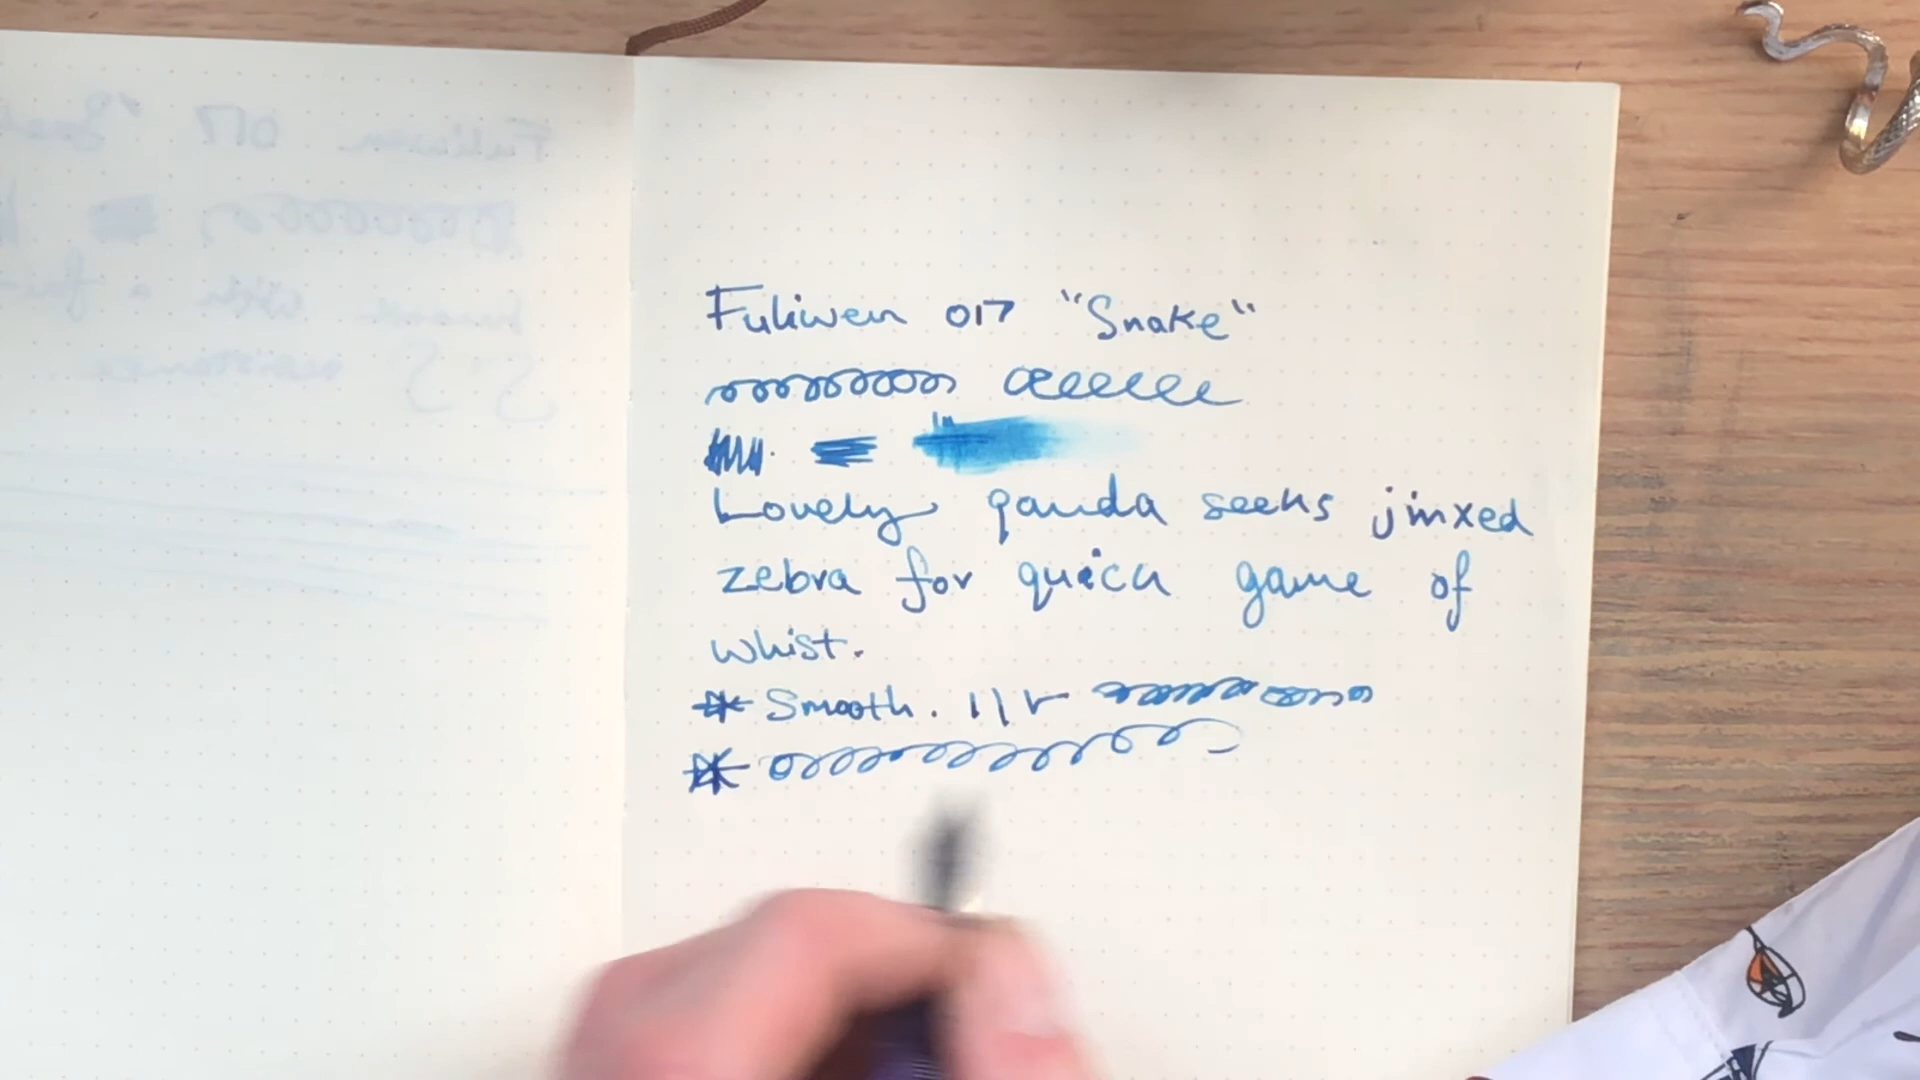 Fuliwen 017 "Snake"
Lovely panda seeks jinxed
zebra for quick game of
whist.
* Smooth.
*